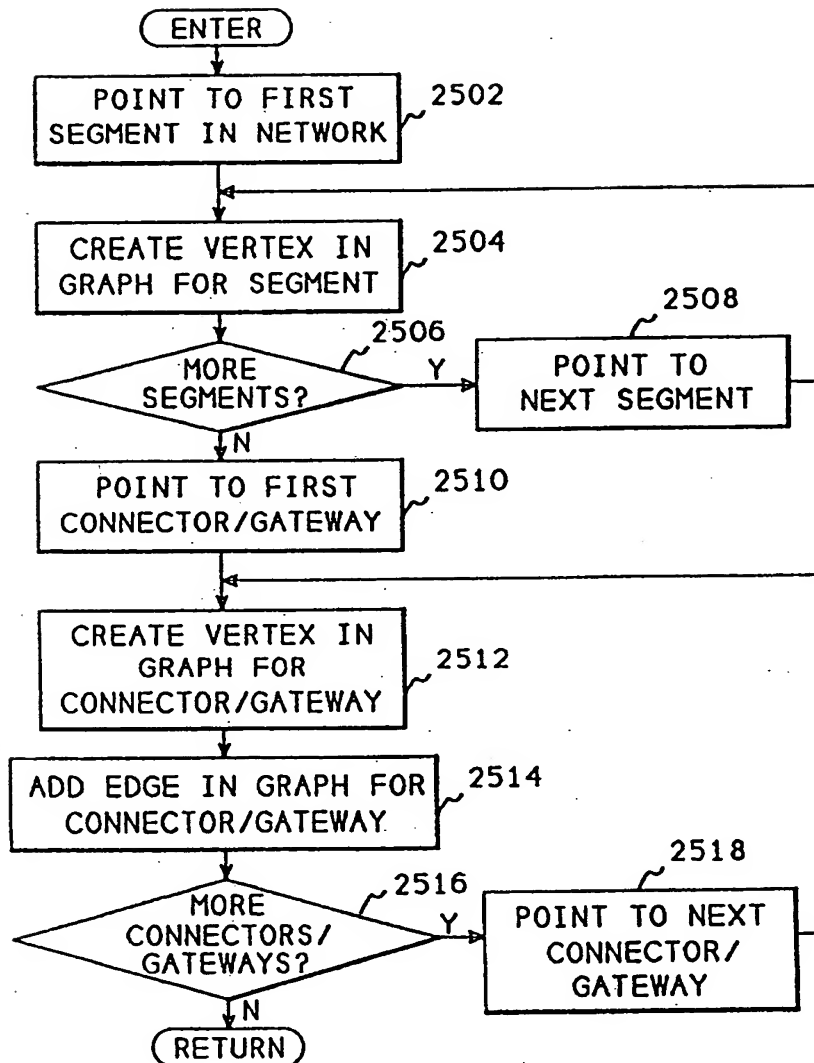 ENTER
POINT TO FIRST
SEGMENT IN NETWORK
2502
CREATE VERTEX IN
GRAPH FOR SEGMENT
2504
MORE
SEGMENTS?
2506
Y
N
POINT TO
NEXT SEGMENT
2508
POINT TO FIRST
CONNECTOR/GATEWAY
2510
CREATE VERTEX IN
GRAPH FOR
CONNECTOR/GATEWAY
2512
ADD EDGE IN GRAPH FOR
CONNECTOR/GATEWAY
2514
MORE
CONNECTORS/
GATEWAYS?
2516
Y
N
POINT TO NEXT
CONNECTOR/
GATEWAY
2518
RETURN